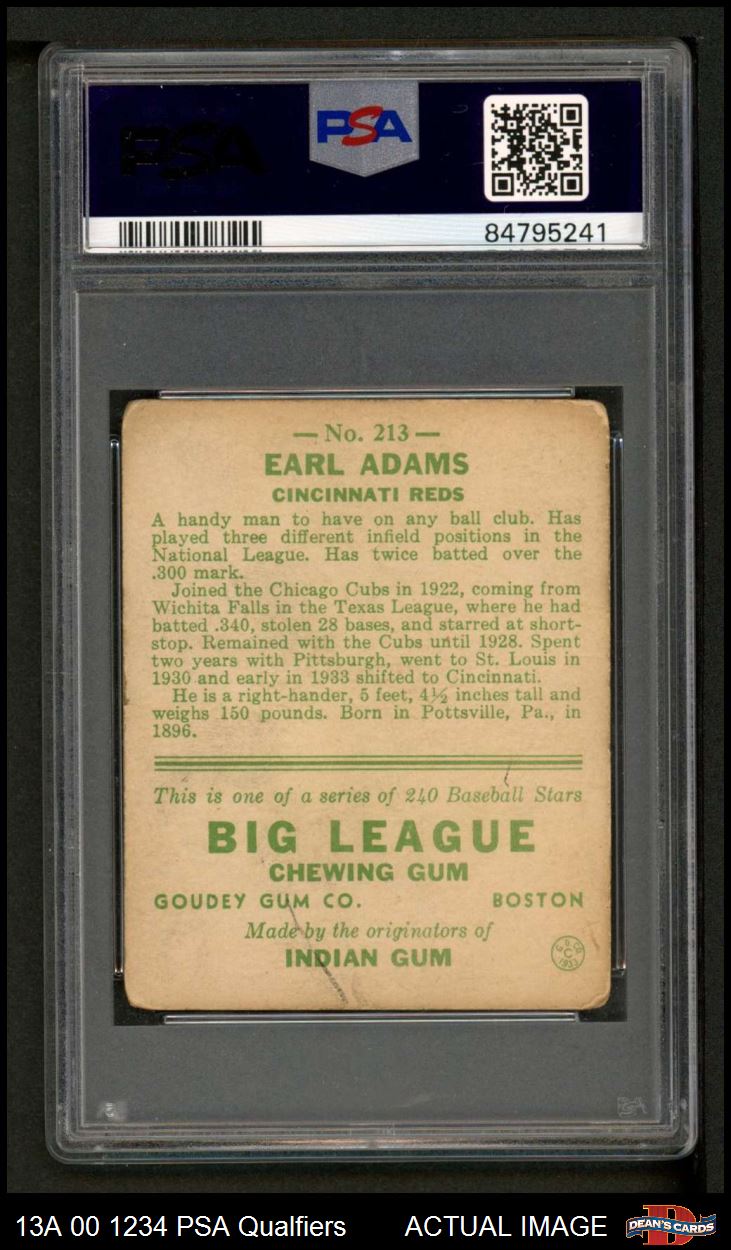 PSA
PSA
84795241
— No. 213 —
EARL ADAMS
CINCINNATI REDS
A handy man to have on any ball club. Has
played three different infield positions in the
National League. Has twice batted over the
.300 mark.
Joined the Chicago Cubs in 1922, coming from
Wichita Falls in the Texas League, where he had
batted .340, stolen 28 bases, and starred at short-
stop. Remained with the Cubs until 1928. Spent
two years with Pittsburgh, went to St. Louis in
1930 and early in 1933 shifted to Cincinnati.
He is a right-hander, 5 feet, 4½ inches tall and
weighs 150 pounds. Born in Pottsville, Pa., in
1896.
This is one of a series of 240 Baseball Stars
BIG LEAGUE
CHEWING GUM
GOUDEY GUM CO. BOSTON
Made by the originators of
INDIAN GUM
G.G.CO.
C
1933
PSA
13A 00 1234 PSA Qualfiers ACTUAL IMAGE
D
DEAN'S CARDS